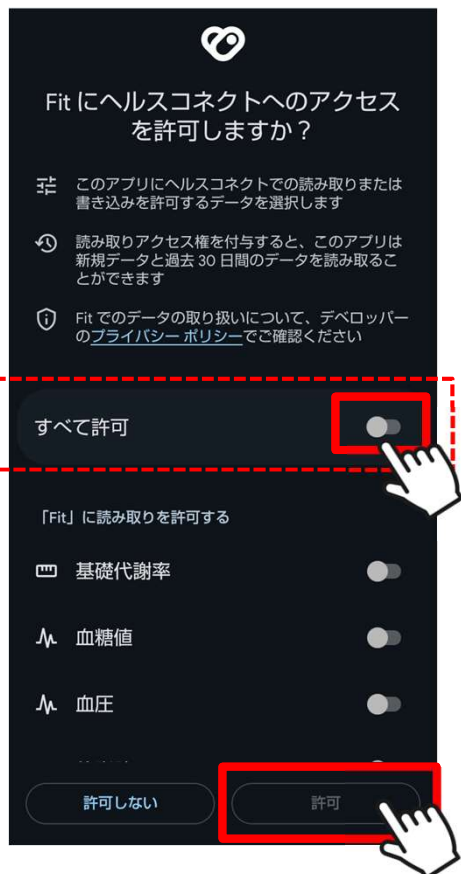 Fit にヘルスコネクトへのアクセス
を許可しますか？
このアプリにヘルスコネクトでの読み取りまたは
書き込みを許可するデータを選択します
読み取りアクセス権を付与すると、このアプリは
新規データと過去 30 日間のデータを読み取るこ
とができます
Fit でのデータの取り扱いについて、デベロッパー
のプライバシー ポリシーでご確認ください
すべて許可
「Fit」に読み取りを許可する
基礎代謝率
血糖値
血圧
許可しない
許可